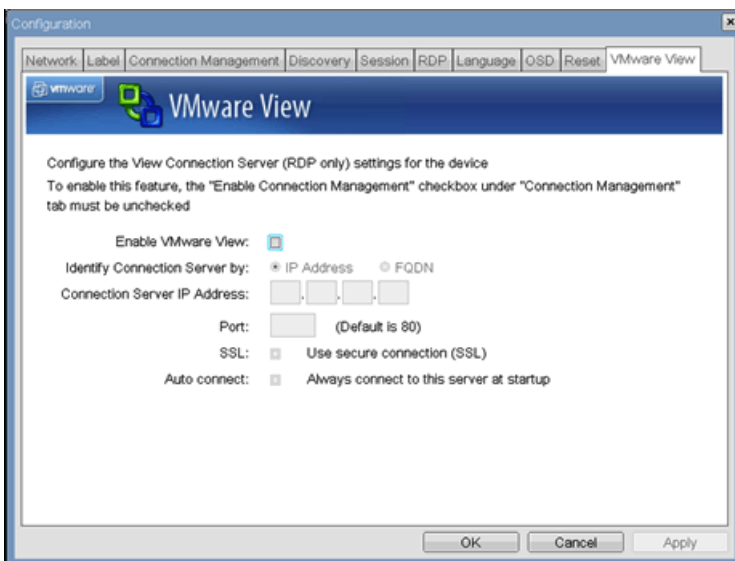 Configuration
Network Label Connection Management Discovery Session RDP Language OSD Reset VMware View
vmware
VMware View
Configure the View Connection Server (RDP only) settings for the device
To enable this feature, the "Enable Connection Management" checkbox under "Connection Management"
tab must be unchecked
Enable VMware View:
Identify Connection Server by: IP Address FQDN
Connection Server IP Address: . . .
Port: (Default is 80)
SSL: Use secure connection (SSL)
Auto connect: Always connect to this server at startup
OK Cancel Apply